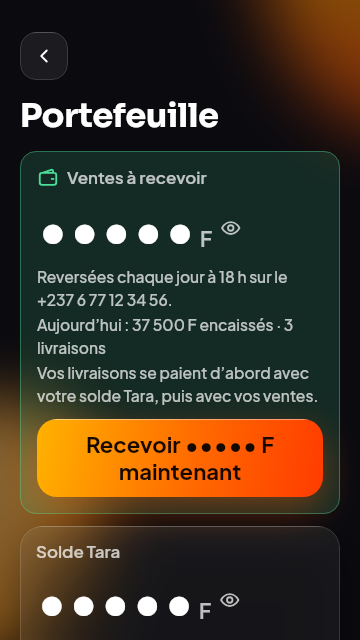 Portefeuille
Ventes à recevoir
●●●●● F
Reversées chaque jour à 18 h sur le
+237 6 77 12 34 56.
Aujourd’hui : 37 500 F encaissés · 3
livraisons
Vos livraisons se paient d’abord avec
votre solde Tara, puis avec vos ventes.
Recevoir ●●●●● F
maintenant
Solde Tara
●●●●● F